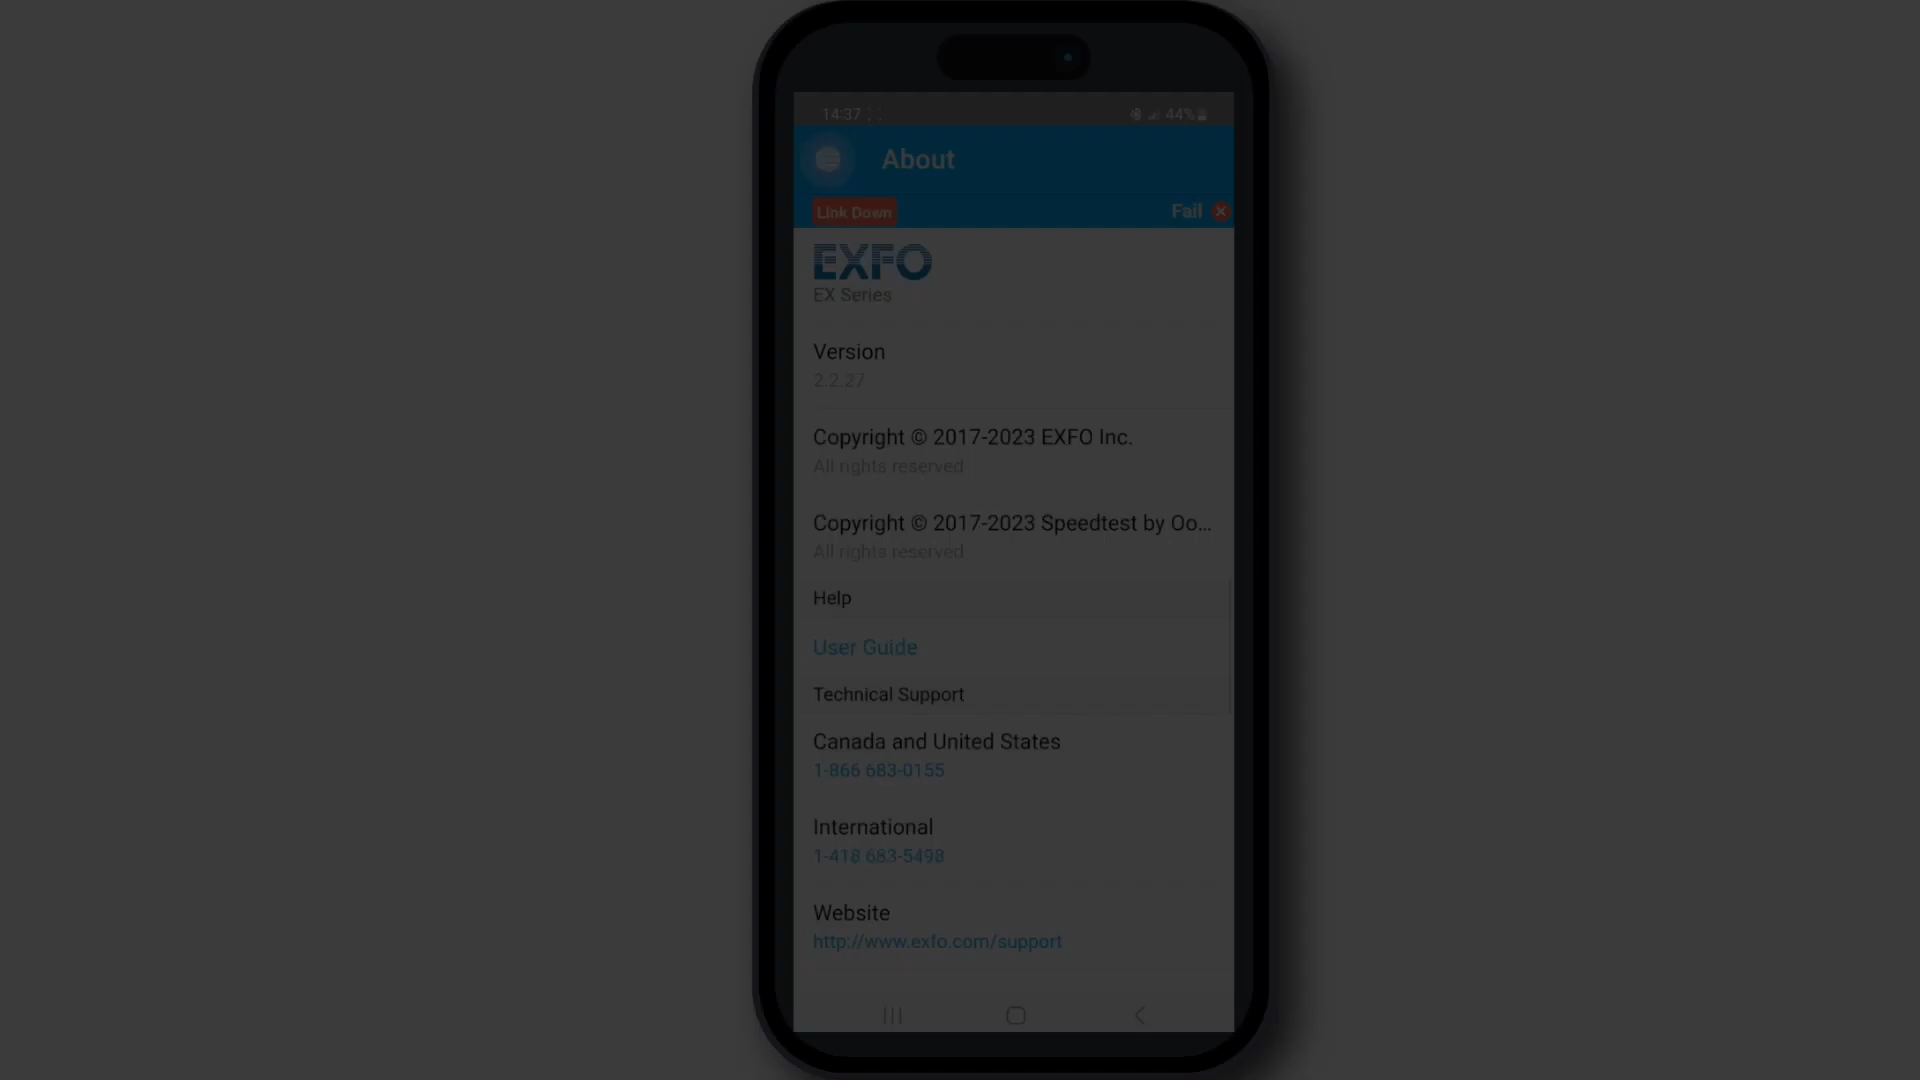 14:37
44%
About
Link Down
Fail
EXFO
EX Series
Version
2.2.27
Copyright © 2017-2023 EXFO Inc.
All rights reserved
Copyright © 2017-2023 Speedtest by Oo...
All rights reserved
Help
User Guide
Technical Support
Canada and United States
1-866 683-0155
International
1-418 683-5498
Website
http://www.exfo.com/support